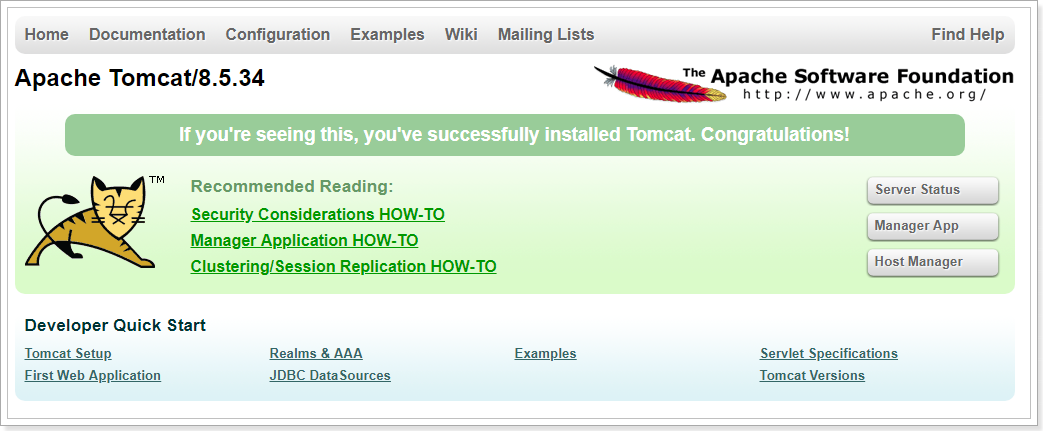 Home Documentation Configuration Examples Wiki Mailing Lists Find Help
Apache Tomcat/8.5.34
The Apache Software Foundation
http://www.apache.org/
If you're seeing this, you've successfully installed Tomcat. Congratulations!
TM
Recommended Reading:
Security Considerations HOW-TO
Manager Application HOW-TO
Clustering/Session Replication HOW-TO
Server Status
Manager App
Host Manager
Developer Quick Start
Tomcat Setup Realms & AAA Examples Servlet Specifications
First Web Application JDBC DataSources Tomcat Versions